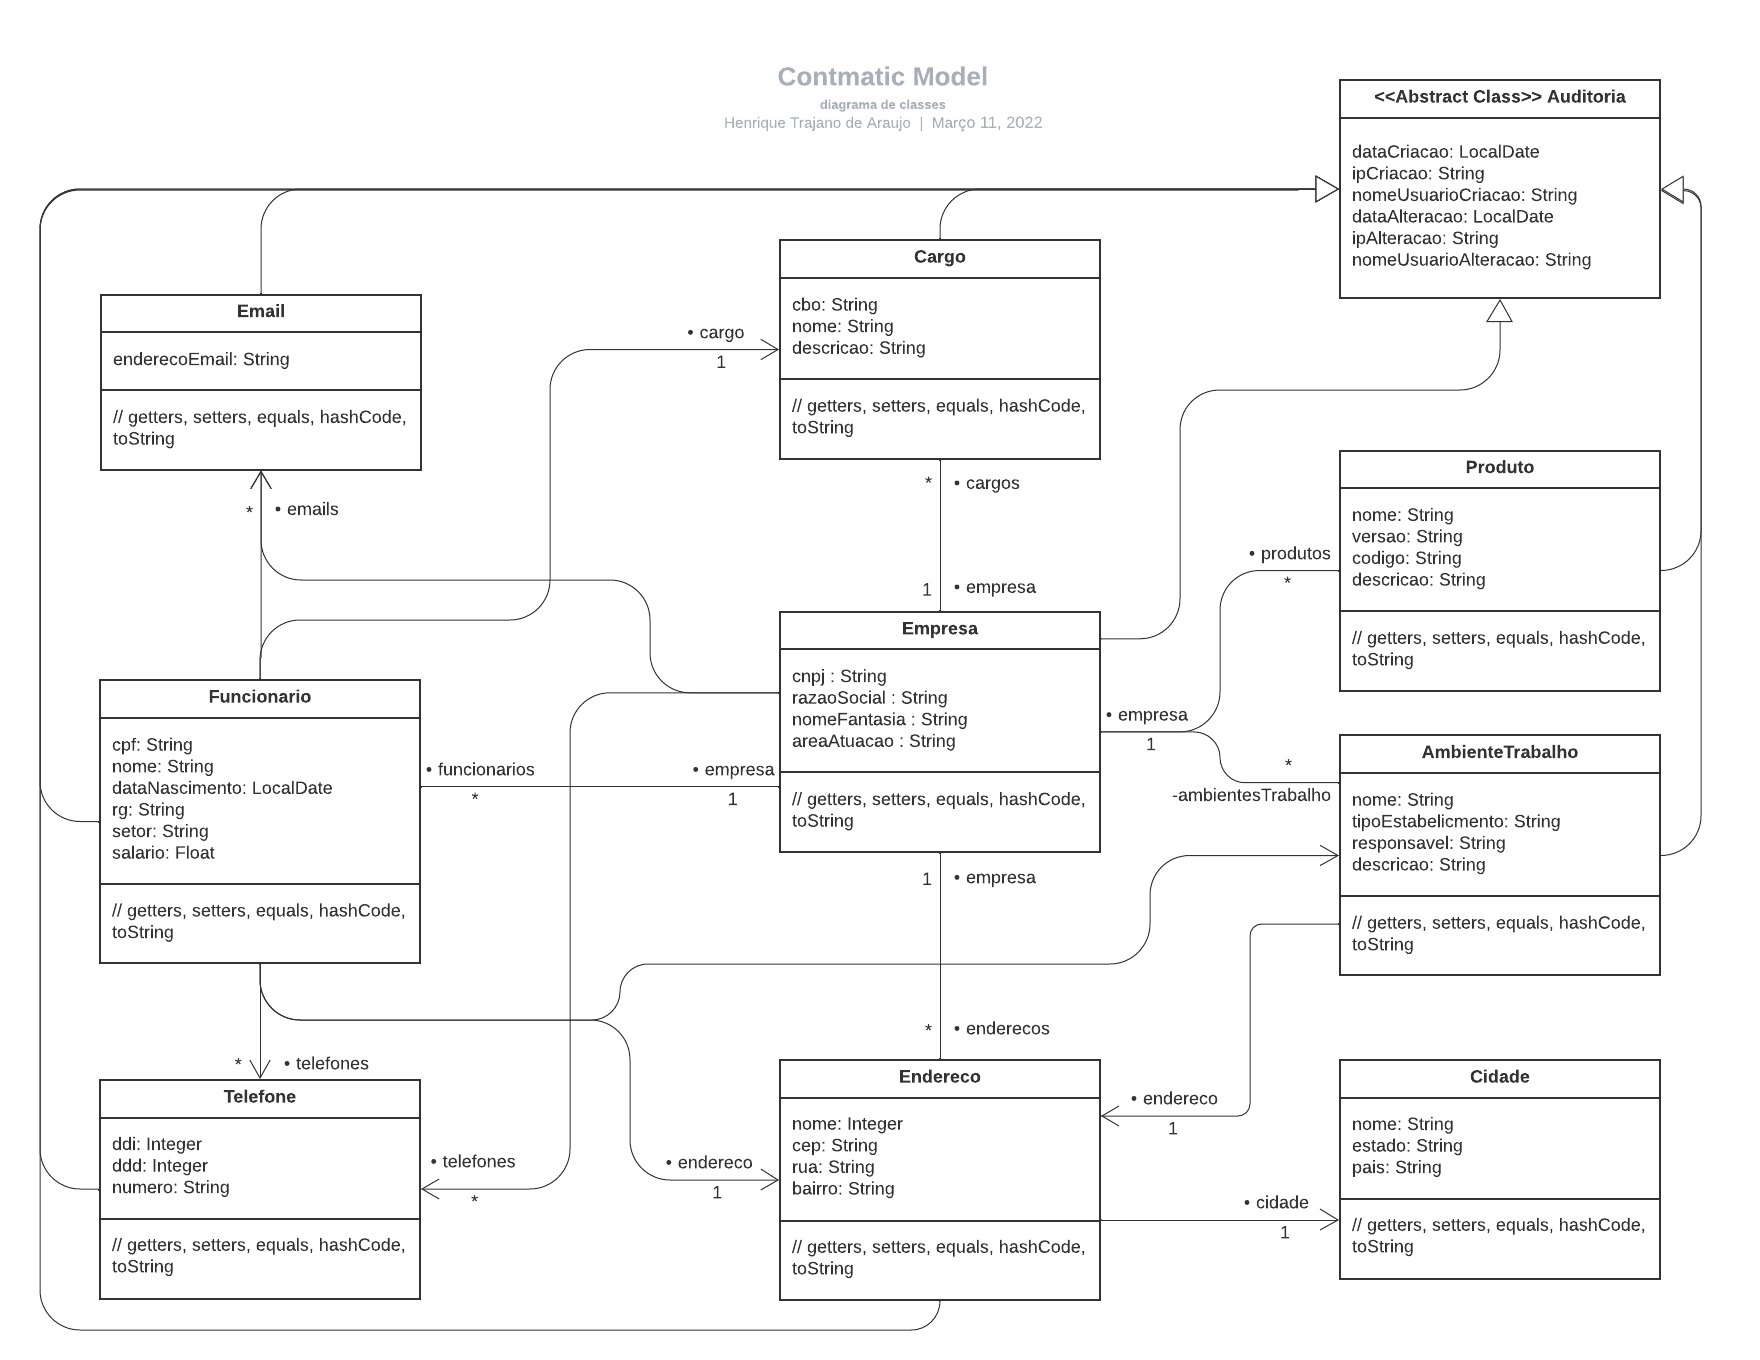 Contmatic Model
diagrama de classes
Henrique Trajano de Araujo | Março 11, 2022
<<Abstract Class>> Auditoria
dataCriacao: LocalDate
ipCriacao: String
nomeUsuarioCriacao: String
dataAlteracao: LocalDate
ipAlteracao: String
nomeUsuarioAlteracao: String
Cargo
cbo: String
nome: String
descricao: String
// getters, setters, equals, hashCode,
toString
Email
enderecoEmail: String
// getters, setters, equals, hashCode,
toString
• cargo
1
* • cargos
1 • empresa
* • emails
Produto
nome: String
versao: String
codigo: String
descricao: String
// getters, setters, equals, hashCode,
toString
• produtos
*
Empresa
cnpj : String
razaoSocial : String
nomeFantasia : String
areaAtuacao : String
// getters, setters, equals, hashCode,
toString
• empresa
1
*
-ambientesTrabalho
Funcionario
cpf: String
nome: String
dataNascimento: LocalDate
rg: String
setor: String
salario: Float
// getters, setters, equals, hashCode,
toString
• funcionarios
*
• empresa
1
AmbienteTrabalho
nome: String
tipoEstabelicmento: String
responsavel: String
descricao: String
// getters, setters, equals, hashCode,
toString
1 • empresa
* • enderecos
* • telefones
Telefone
ddi: Integer
ddd: Integer
numero: String
// getters, setters, equals, hashCode,
toString
• telefones
*
• endereco
1
Endereco
nome: Integer
cep: String
rua: String
bairro: String
// getters, setters, equals, hashCode,
toString
• endereco
1
• cidade
1
Cidade
nome: String
estado: String
pais: String
// getters, setters, equals, hashCode,
toString